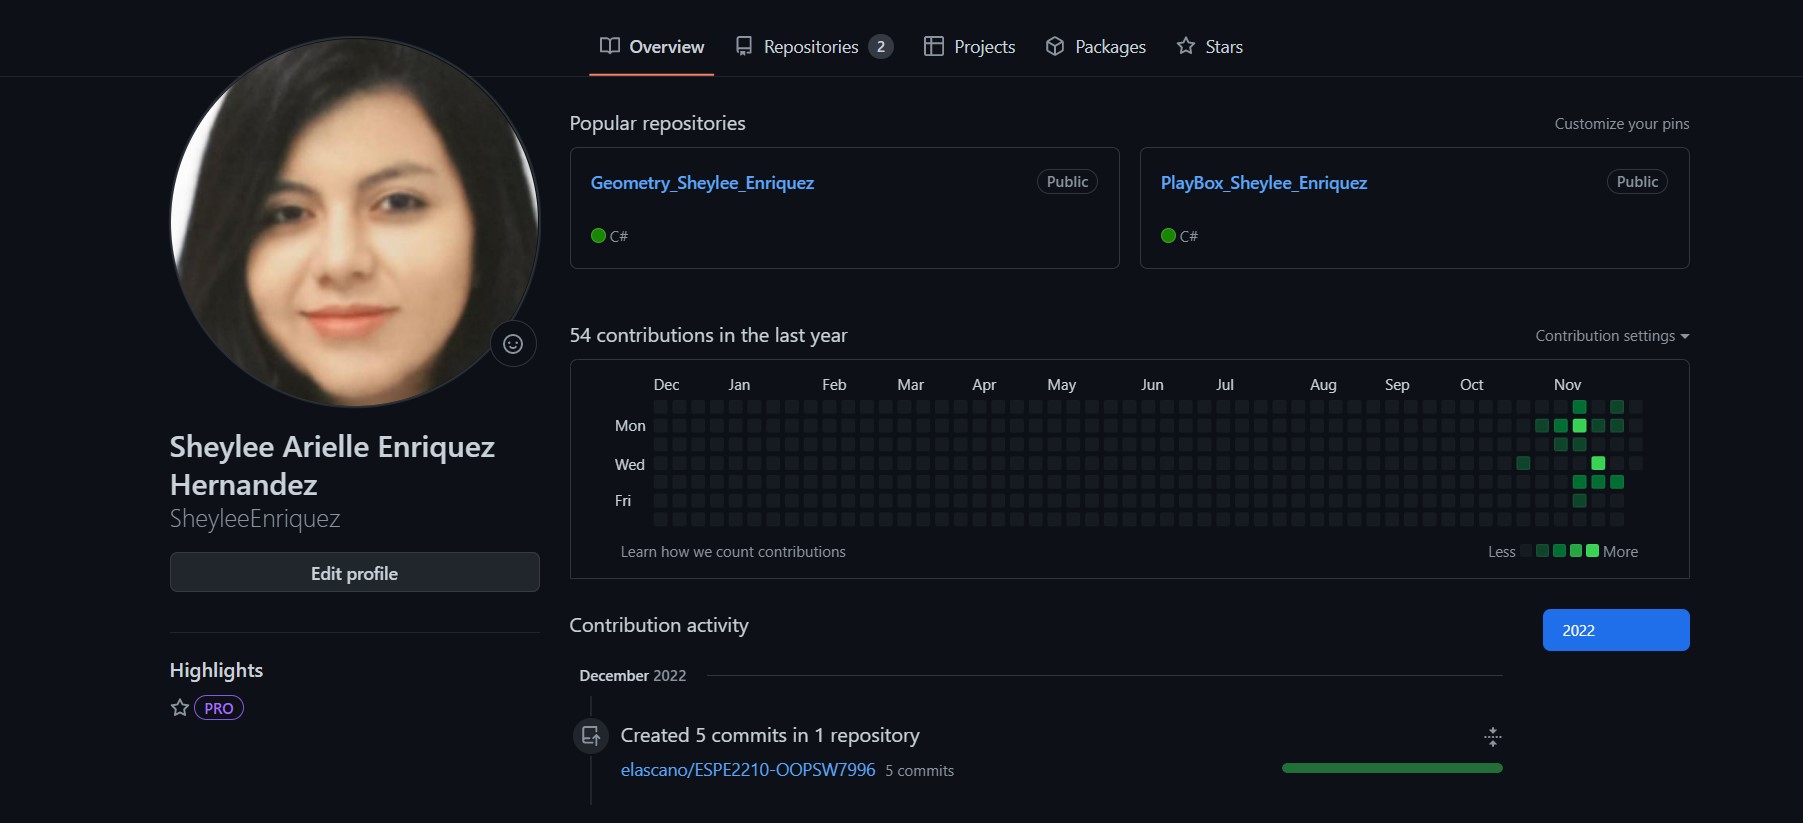 Overview
Repositories 2
Projects
Packages
Stars
Sheylee Arielle Enriquez
Hernandez
SheyleeEnriquez
Edit profile
Highlights
PRO
Popular repositories
Customize your pins
Geometry_Sheylee_Enriquez
Public
C#
PlayBox_Sheylee_Enriquez
Public
C#
54 contributions in the last year
Contribution settings
Dec Jan Feb Mar Apr May Jun Jul Aug Sep Oct Nov
Mon
Wed
Fri
Learn how we count contributions
Less More
Contribution activity
2022
December 2022
Created 5 commits in 1 repository
elascano/ESPE2210-OOPSW7996 5 commits